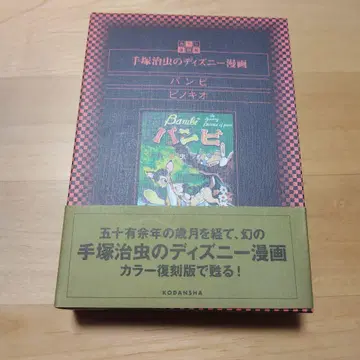 手塚治虫のディズニー漫画
バンビ
ピノキオ
Bambi
バンビ
五十有余年の歳月を経て、幻の
手塚治虫のディズニー漫画
カラー復刻版で甦る!
KODANSHA